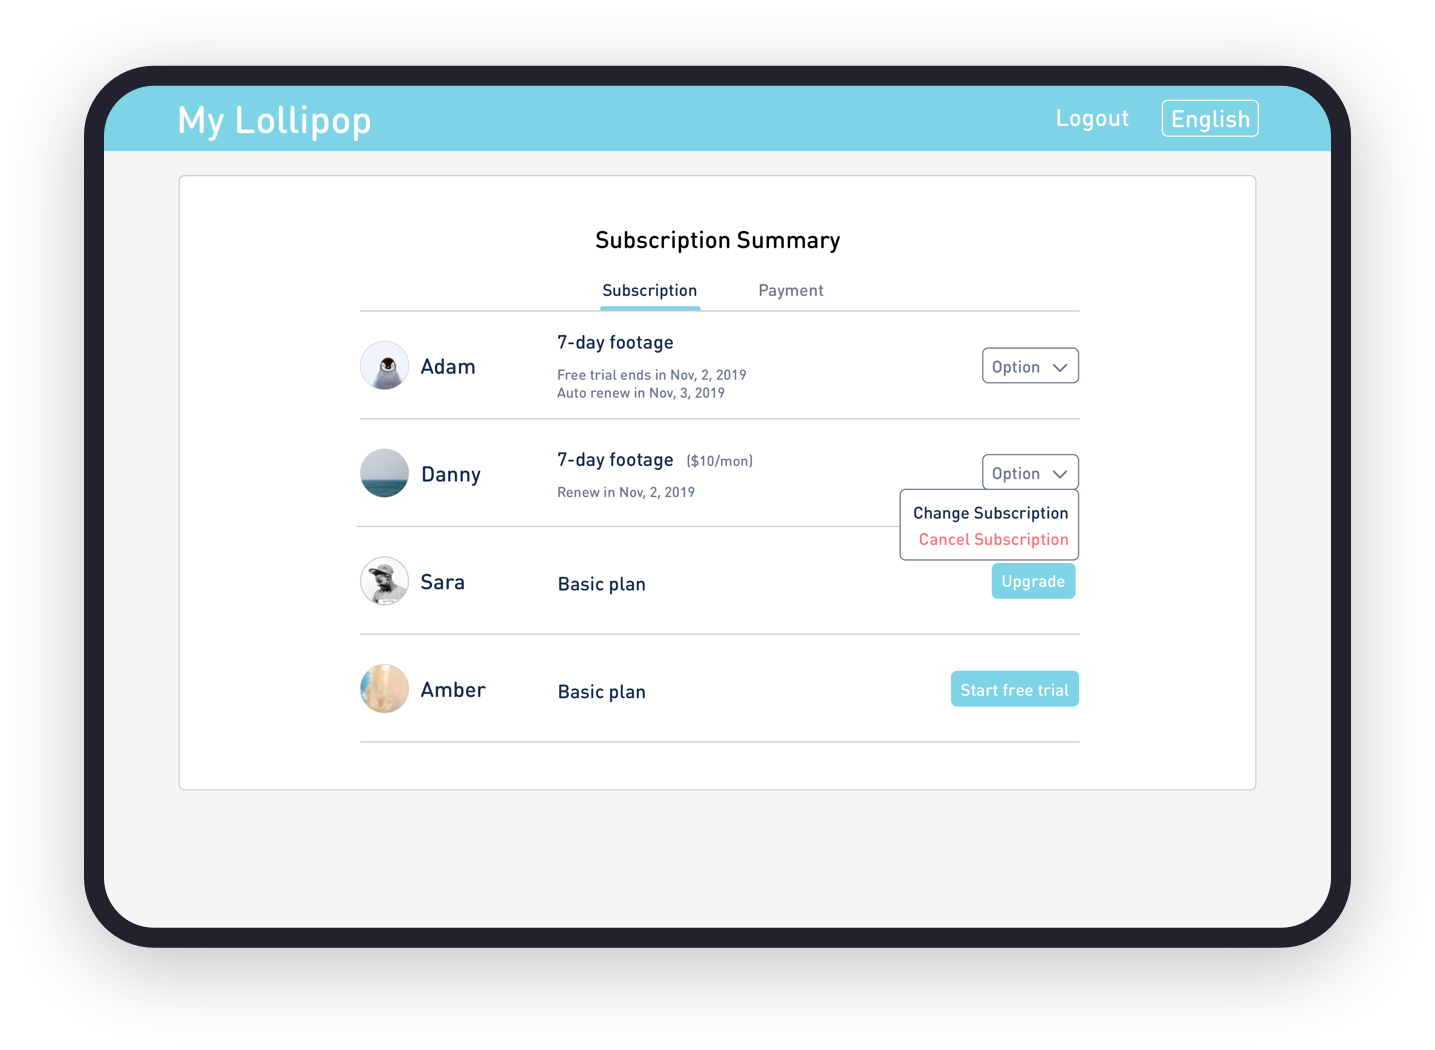 My Lollipop
Logout
English
Subscription Summary
Subscription
Payment
Adam
7-day footage
Free trial ends in Nov, 2, 2019
Auto renew in Nov, 3, 2019
Option
Danny
7-day footage ($10/mon)
Renew in Nov, 2, 2019
Option
Change Subscription
Cancel Subscription
Sara
Basic plan
Upgrade
Amber
Basic plan
Start free trial